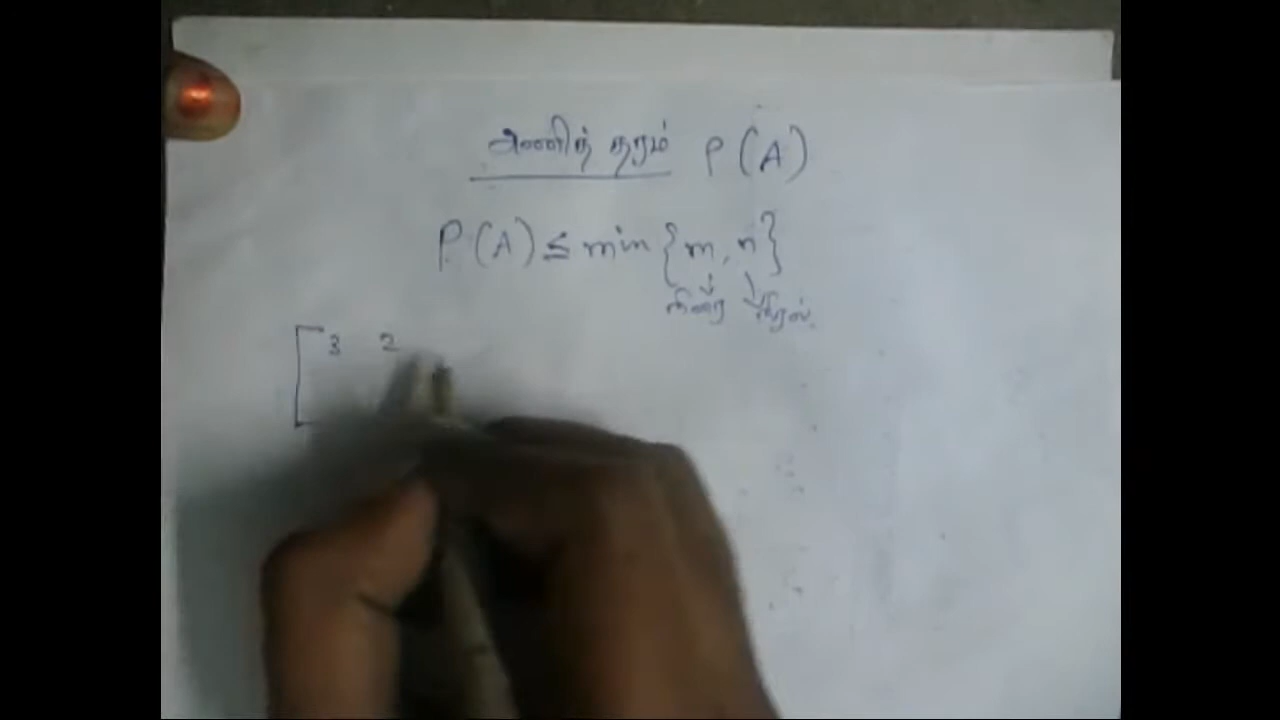 அணித் தரம் ρ(A)
ρ(A) ≤ min {m, n}
நிரை நிரல்.
[3 2